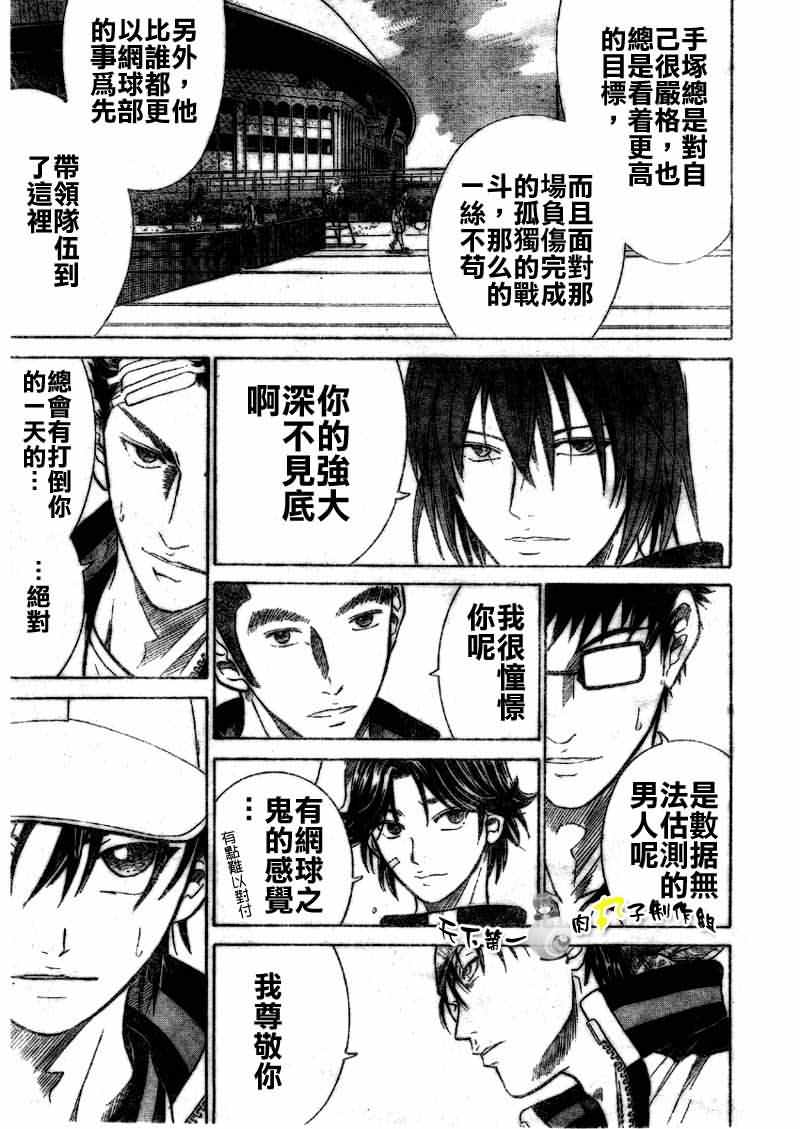 手塚總是對自
己很嚴格，也
總是看着更高
的目標，
而且面對那
場負傷完成
的孤獨的戰
斗，那么的
一絲不苟
另外，他
比誰都更
以網球部
的事爲先
帶領隊伍到
了這裡
你的強大
深不見底
啊
總會有打倒你
的一天的…
…絕對
我很憧憬
你呢
是數据無
法估測的
男人呢
有網球之
鬼的感覺
…
有點難以對付
天下第一
肉丸子制作組
我尊敬你